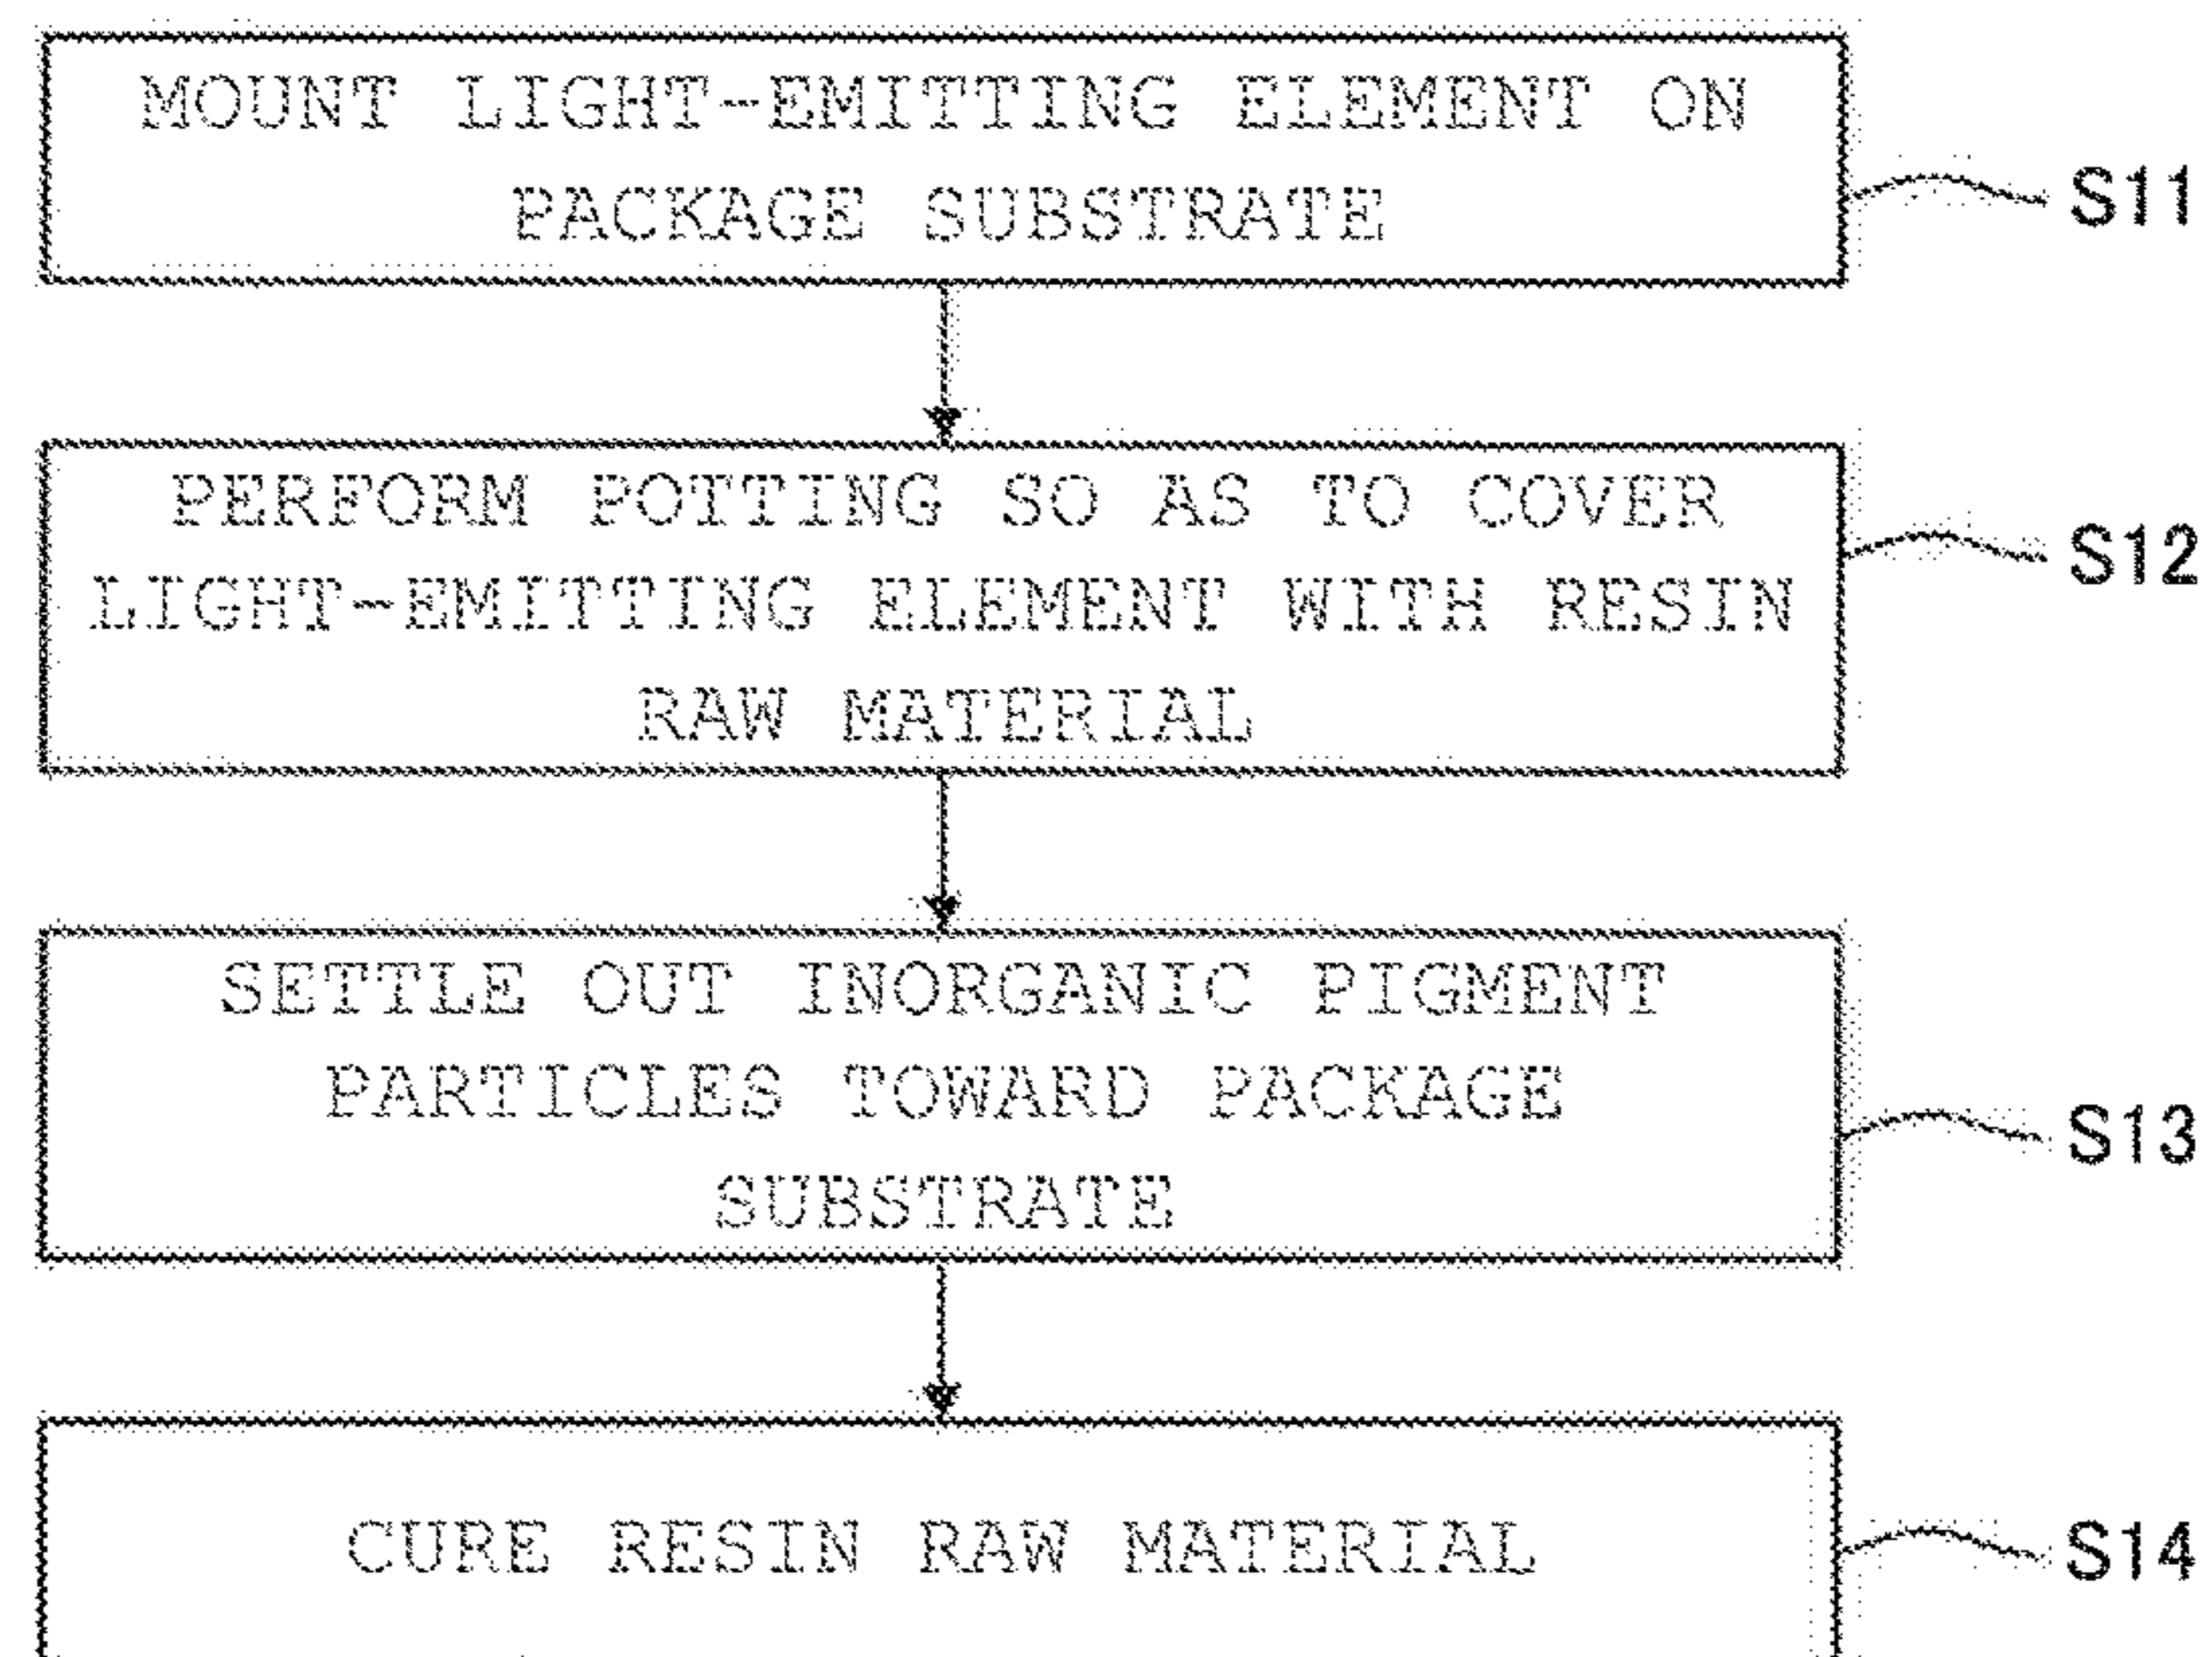 MOUNT LIGHT-EMITTING ELEMENT ON
PACKAGE SUBSTRATE
S11
PERFORM POTTING SO AS TO COVER
LIGHT-EMITTING ELEMENT WITH RESIN
RAW MATERIAL
S12
SETTLE OUT INORGANIC PIGMENT
PARTICLES TOWARD PACKAGE
SUBSTRATE
S13
CURE RESIN RAW MATERIAL
S14